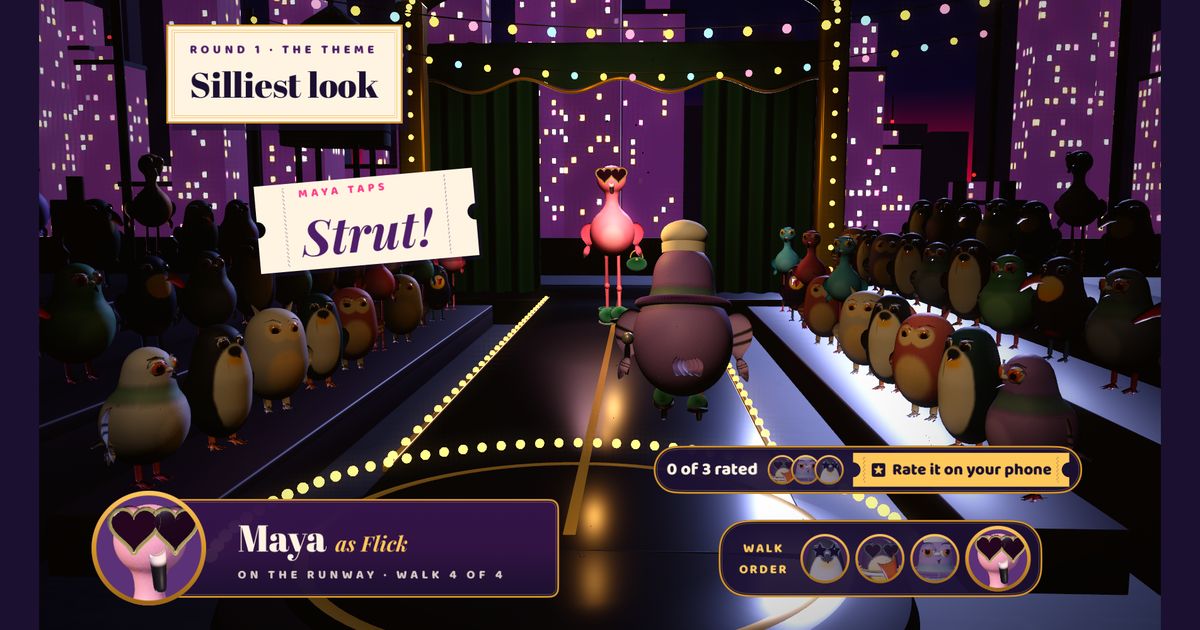 ROUND 1 · THE THEME
Silliest look
MAYA TAPS
Strut!
0 of 3 rated
Rate it on your phone
Maya as Flick
ON THE RUNWAY · WALK 4 OF 4
WALK
ORDER